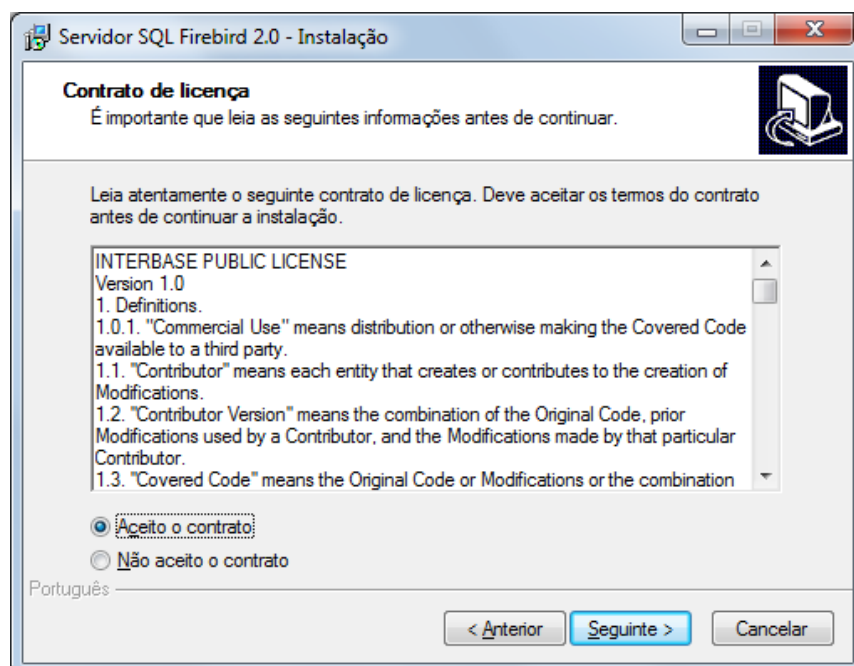 Servidor SQL Firebird 2.0 - Instalação
Contrato de licença
É importante que leia as seguintes informações antes de continuar.
Leia atentamente o seguinte contrato de licença. Deve aceitar os termos do contrato
antes de continuar a instalação.
INTERBASE PUBLIC LICENSE
Version 1.0
1. Definitions.
1.0.1. "Commercial Use" means distribution or otherwise making the Covered Code
available to a third party.
1.1. "Contributor" means each entity that creates or contributes to the creation of
Modifications.
1.2. "Contributor Version" means the combination of the Original Code, prior
Modifications used by a Contributor, and the Modifications made by that particular
Contributor.
1.3. "Covered Code" means the Original Code or Modifications or the combination
Aceito o contrato
Não aceito o contrato
Português
< Anterior
Seguinte >
Cancelar